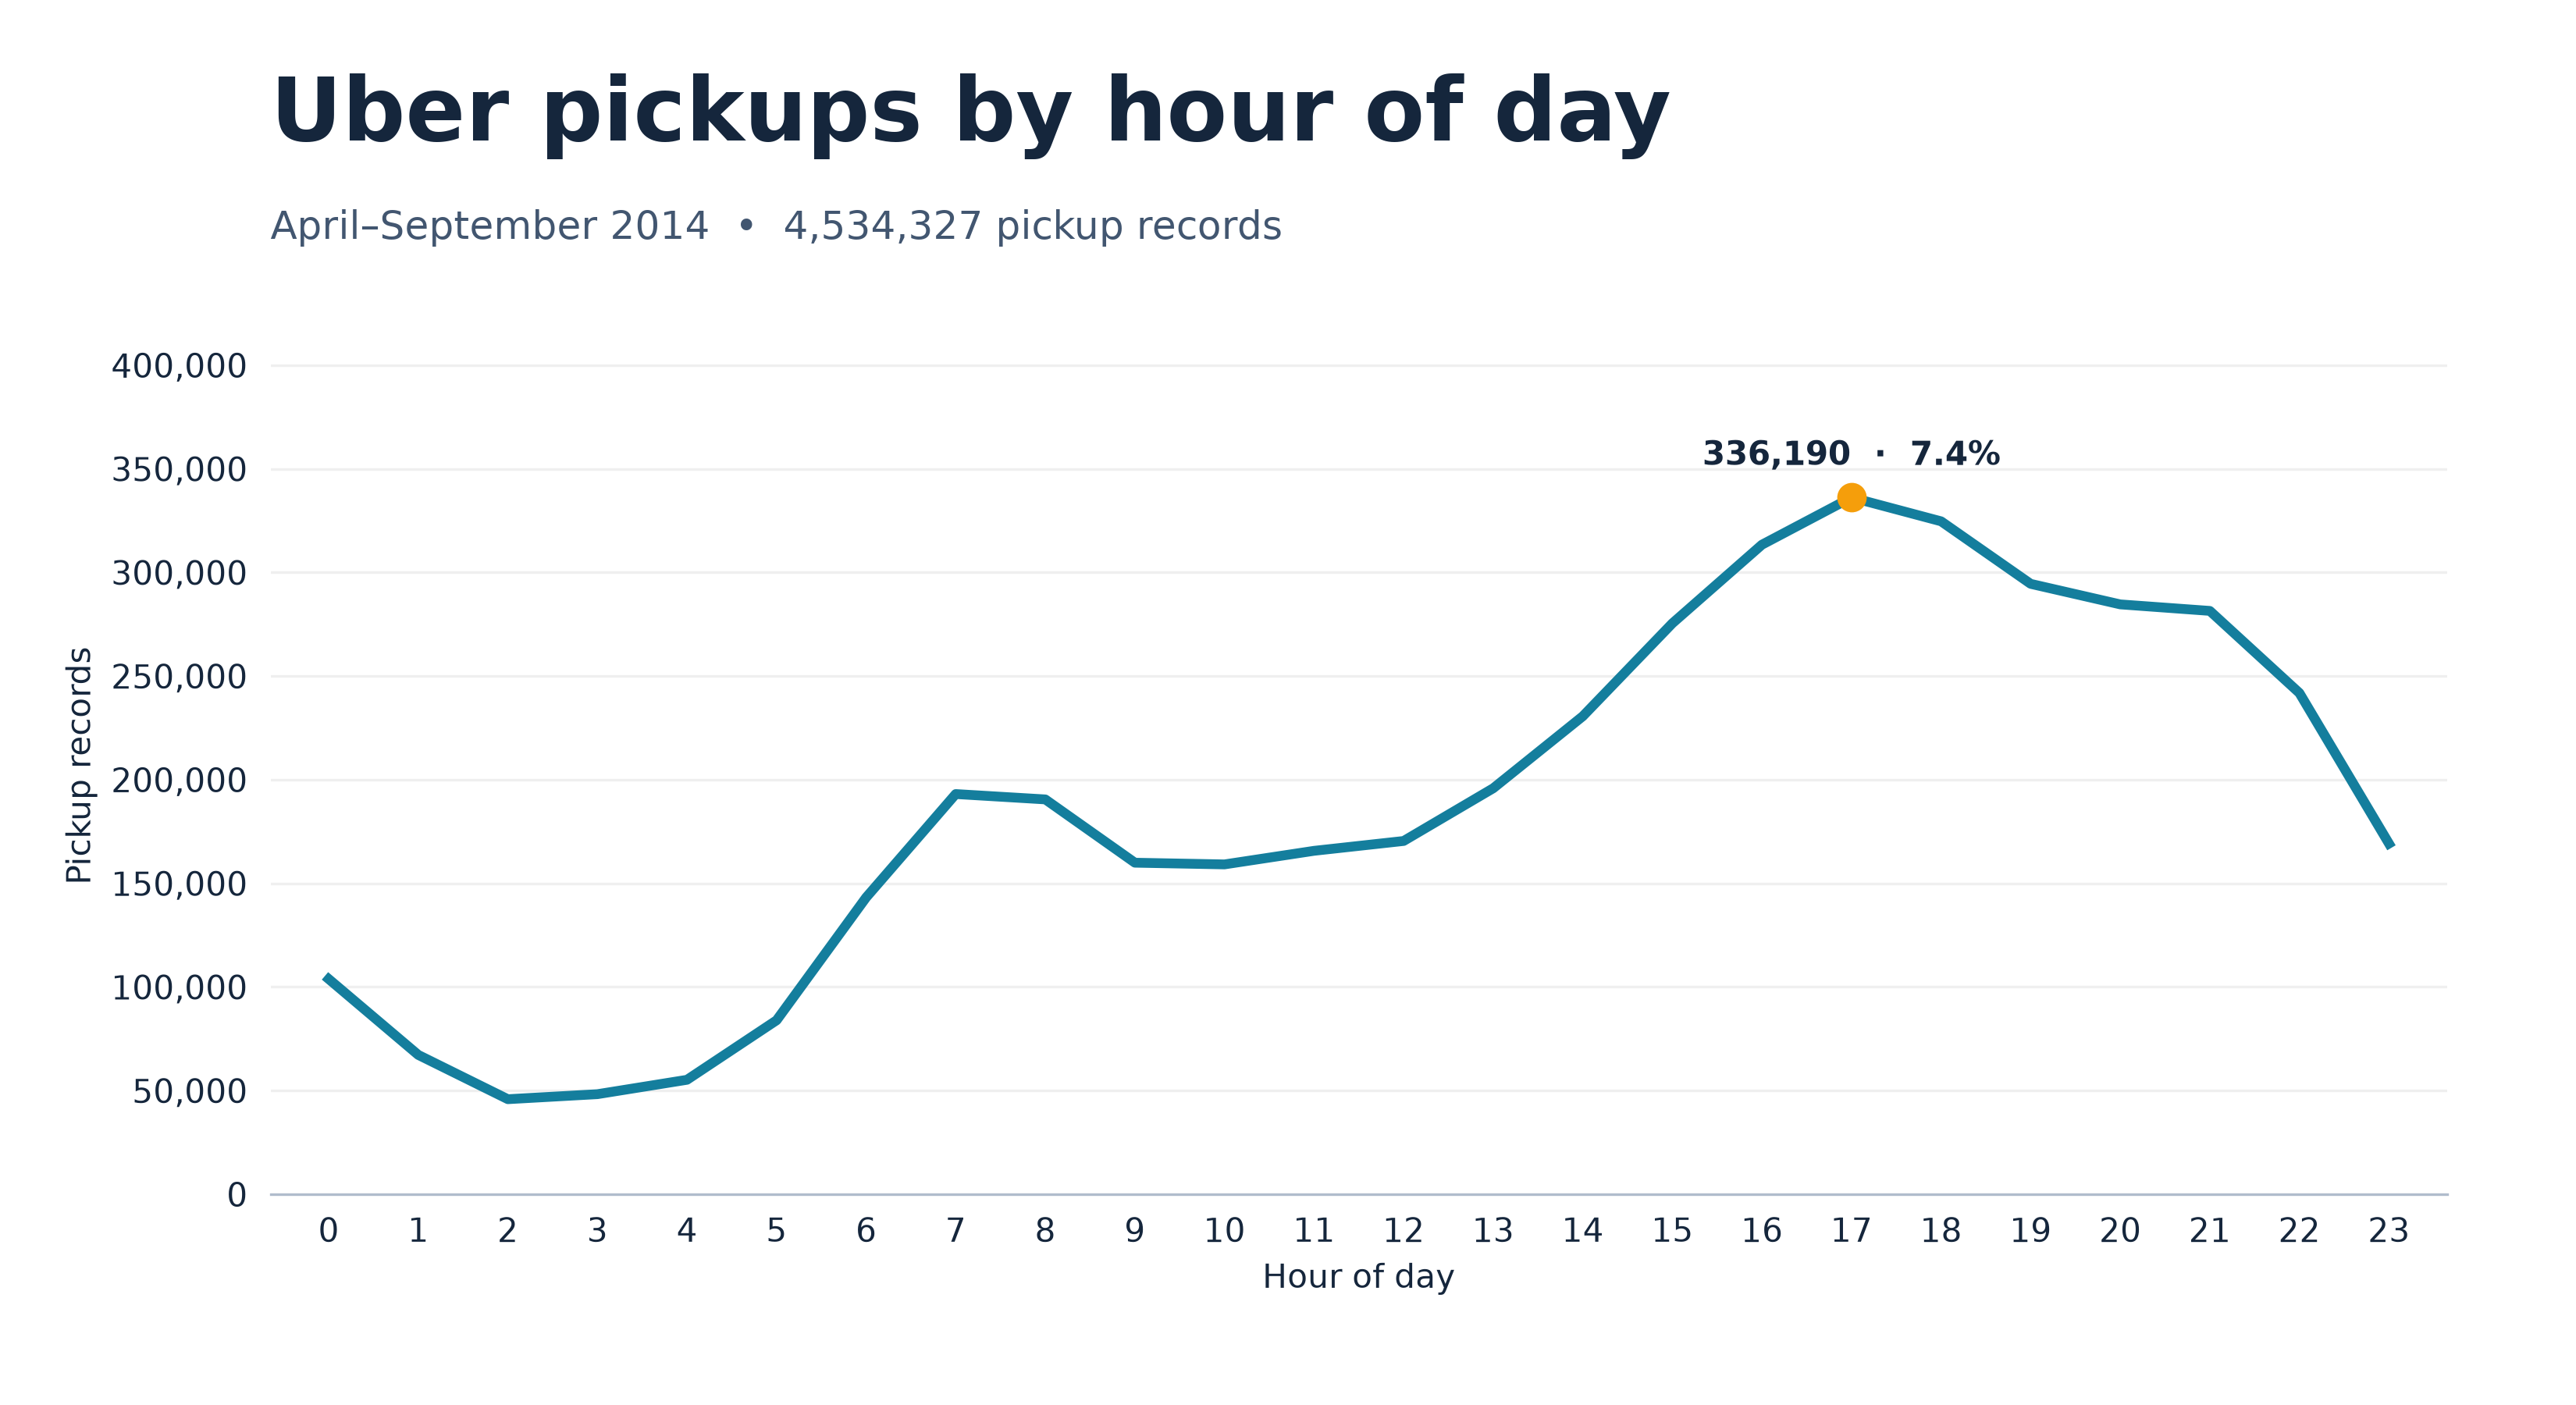 Uber pickups by hour of day
April–September 2014 • 4,534,327 pickup records
400,000
350,000
300,000
250,000
200,000
150,000
100,000
50,000
0
Pickup records
336,190 · 7.4%
0 1 2 3 4 5 6 7 8 9 10 11 12 13 14 15 16 17 18 19 20 21 22 23
Hour of day